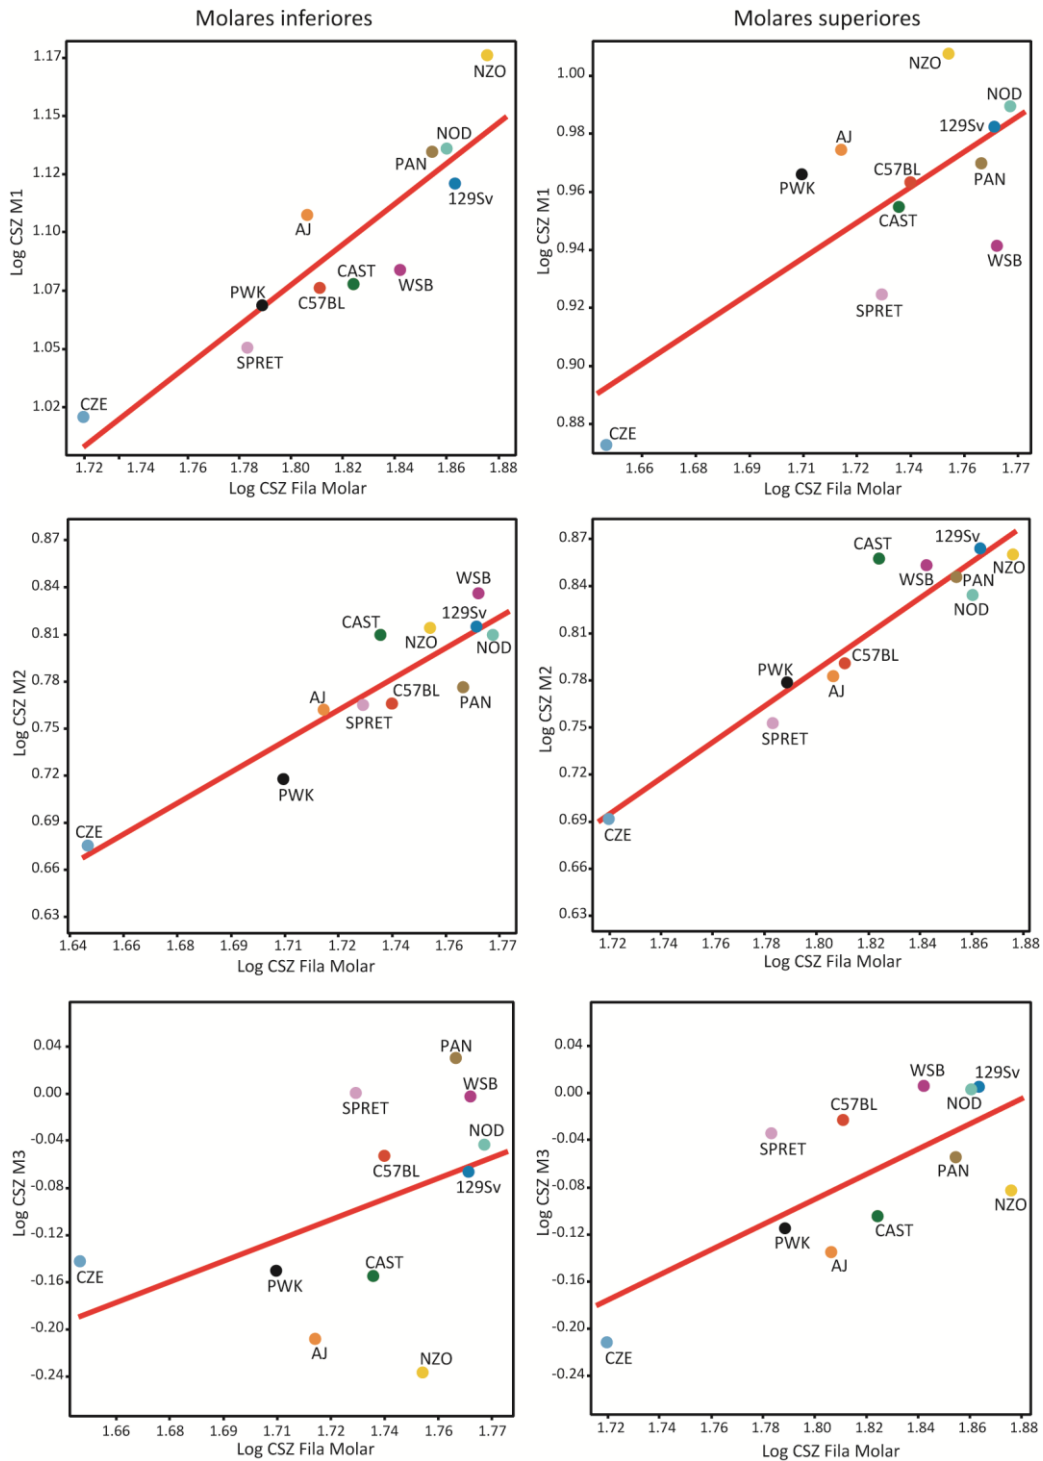 Molares inferiores
Molares superiores
1.17
1.15
1.12
1.10
1.07
1.05
1.02
Log CSZ M1
NZO
NOD
PAN
129Sv
AJ
CAST
WSB
PWK
C57BL
SPRET
CZE
1.72 1.74 1.78 1.80 1.82 1.84 1.86 1.88
Log CSZ Fila Molar
1.00
0.98
0.96
0.94
0.92
0.90
0.88
Log CSZ M1
NZO
NOD
129Sv
AJ
C57BL
PAN
PWK
CAST
WSB
SPRET
CZE
1.66 1.69 1.71 1.72 1.74 1.76 1.77
Log CSZ Fila Molar
0.87
0.84
0.81
0.78
0.75
0.72
0.69
0.66
0.63
Log CSZ M2
WSB
129Sv
CAST
NZO
NOD
C57BL
PAN
AJ
SPRET
PWK
CZE
1.64 1.66 1.68 1.69 1.71 1.72 1.74 1.76 1.77
Log CSZ Fila Molar
0.87
0.84
0.81
0.78
0.75
0.72
0.69
0.66
0.63
Log CSZ M2
129Sv
CAST
NZO
WSB
PAN
NOD
C57BL
PWK
AJ
SPRET
CZE
1.72 1.74 1.78 1.80 1.82 1.84 1.86 1.88
Log CSZ Fila Molar
0.04
0.00
-0.04
-0.08
-0.12
-0.16
-0.20
-0.24
Log CSZ M3
PAN
WSB
SPRET
NOD
C57BL
129Sv
CAST
CZE
PWK
AJ
NZO
1.66 1.68 1.69 1.71 1.72 1.74 1.76 1.77
Log CSZ Fila Molar
0.04
0.00
-0.04
-0.08
-0.12
-0.16
-0.20
-0.24
Log CSZ M3
WSB
129Sv
NOD
C57BL
SPRET
PAN
NZO
CAST
PWK
AJ
CZE
1.72 1.74 1.76 1.78 1.80 1.82 1.84 1.86 1.88
Log CSZ Fila Molar